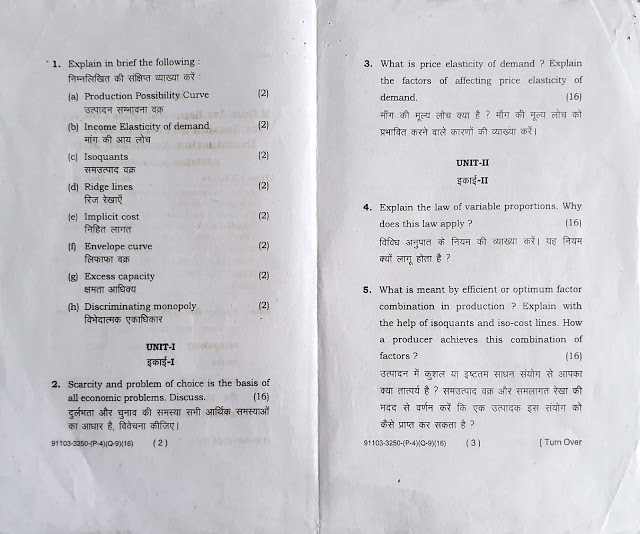 1. Explain in brief the following :
निम्नलिखित की संक्षिप्त व्याख्या करें :
(a) Production Possibility Curve (2)
उत्पादन सम्भावना वक्र
(b) Income Elasticity of demand (2)
मांग की आय लोच
(c) Isoquants (2)
समउत्पाद वक्र
(d) Ridge lines (2)
रिज रेखाएँ
(e) Implicit cost (2)
निहित लागत
(f) Envelope curve (2)
लिफाफा वक्र
(g) Excess capacity (2)
क्षमता आधिक्य
(h) Discriminating monopoly (2)
विभेदात्मक एकाधिकार
UNIT-I
इकाई-I
2. Scarcity and problem of choice is the basis of
all economic problems. Discuss. (16)
दुर्लभता और चुनाव की समस्या सभी आर्थिक समस्याओं
का आधार है, विवेचना कीजिए।
91103-3250-(P-4)(Q-9)(16) (2)
3. What is price elasticity of demand ? Explain
the factors of affecting price elasticity of
demand. (16)
माँग की मूल्य लोच क्या है ? माँग की मूल्य लोच को
प्रभावित करने वाले कारणों की व्याख्या करें।
UNIT-II
इकाई-II
4. Explain the law of variable proportions. Why
does this law apply ? (16)
विविध अनुपात के नियम की व्याख्या करें। यह नियम
क्यों लागू होता है ?
5. What is meant by efficient or optimum factor
combination in production ? Explain with
the help of isoquants and iso-cost lines. How
a producer achieves this combination of
factors ? (16)
उत्पादन में कुशल या इष्टतम साधन संयोग से आपका
क्या तात्पर्य है ? समउत्पाद वक्र और समलागत रेखा की
मदद से वर्णन करें कि एक उत्पादक इस संयोग को
कैसे प्राप्त कर सकता है ?
91103-3250-(P-4)(Q-9)(16) (3) [ Turn Over